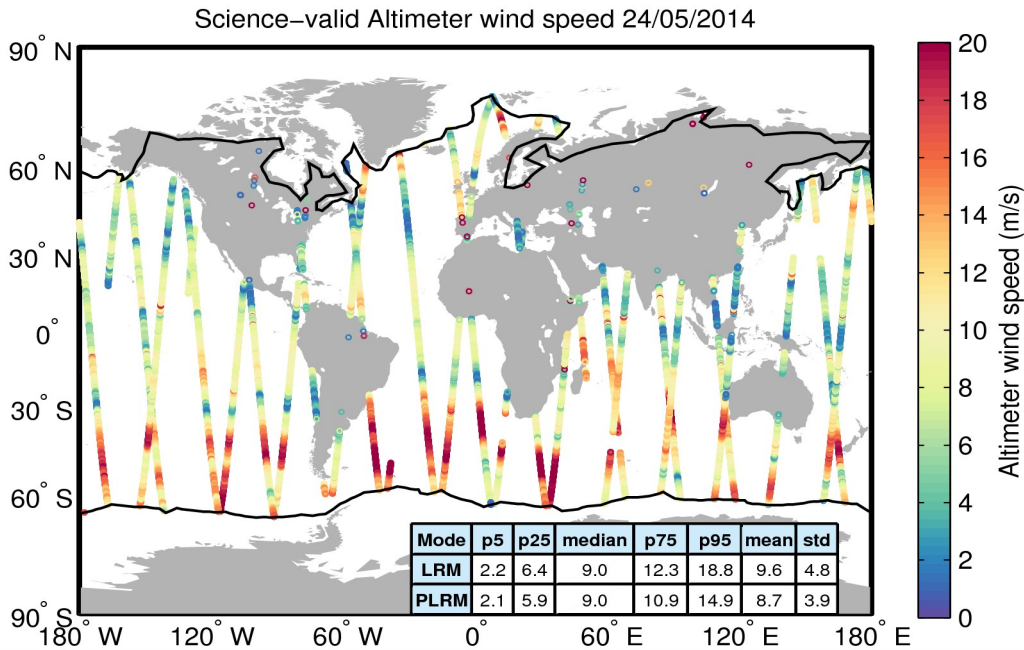 Science−valid Altimeter wind speed 24/05/2014
90° N
60° N
30° N
0°
30° S
60° S
90° S
180° W
120° W
60° W
0°
60° E
120° E
180° E
Mode p5 p25 median p75 p95 mean std
LRM 2.2 6.4 9.0 12.3 18.8 9.6 4.8
PLRM 2.1 5.9 9.0 10.9 14.9 8.7 3.9
20
18
16
14
12
10
8
6
4
2
0
Altimeter wind speed (m/s)